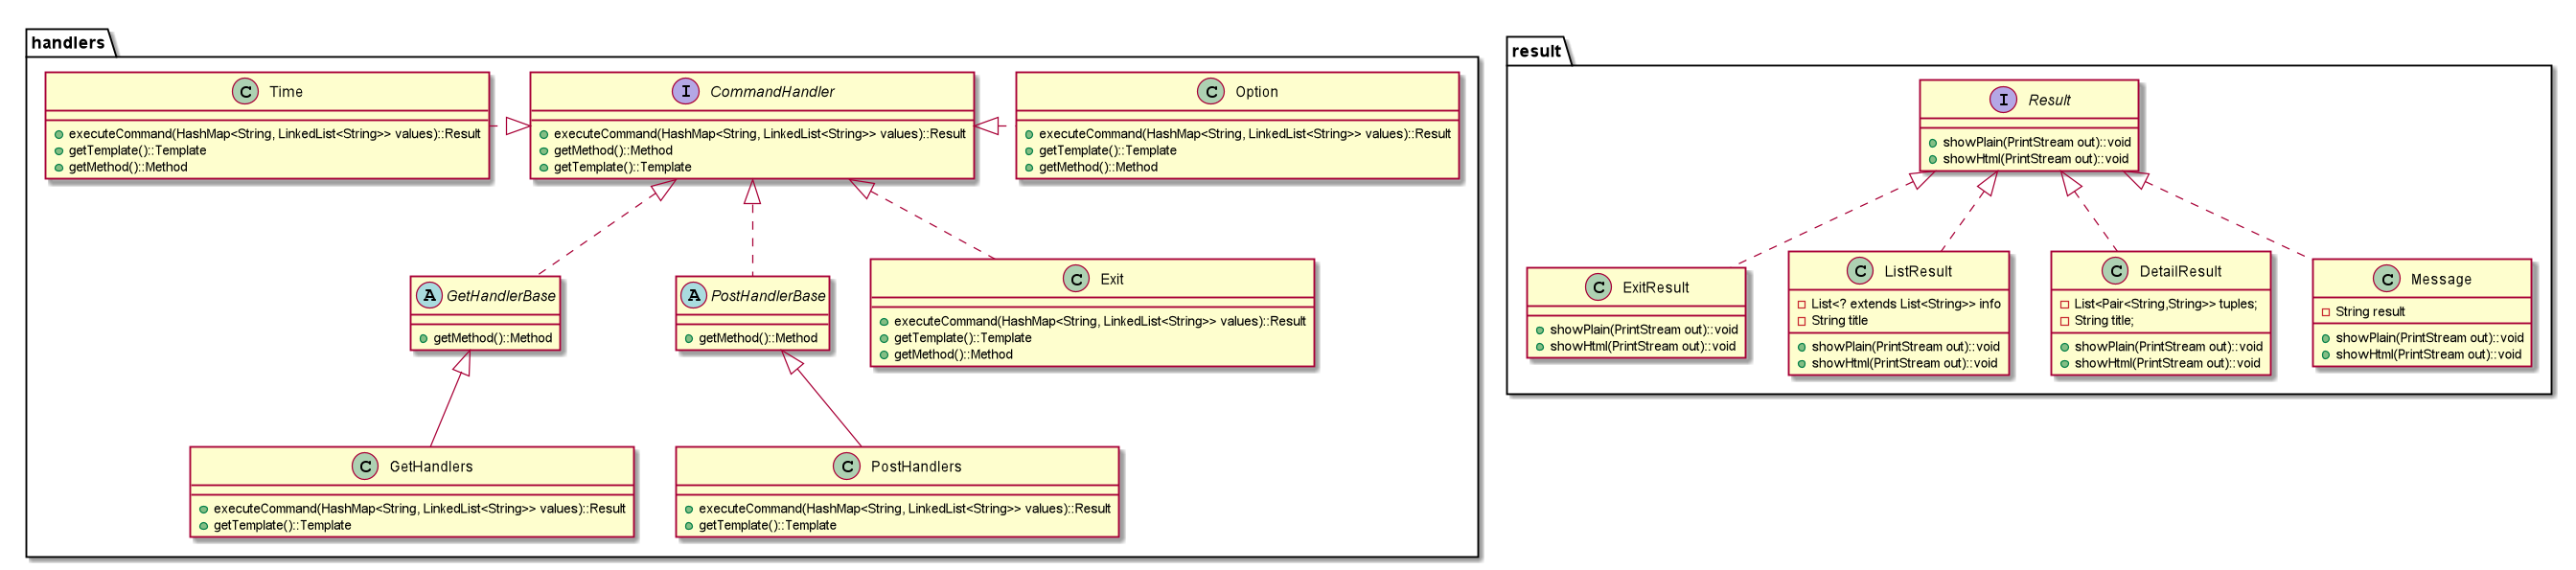 handlers
C Time
executeCommand(HashMap<String, LinkedList<String>> values)::Result
getTemplate()::Template
getMethod()::Method
I CommandHandler
executeCommand(HashMap<String, LinkedList<String>> values)::Result
getMethod()::Method
getTemplate()::Template
C Option
executeCommand(HashMap<String, LinkedList<String>> values)::Result
getTemplate()::Template
getMethod()::Method
A GetHandlerBase
getMethod()::Method
A PostHandlerBase
getMethod()::Method
C Exit
executeCommand(HashMap<String, LinkedList<String>> values)::Result
getTemplate()::Template
getMethod()::Method
C GetHandlers
executeCommand(HashMap<String, LinkedList<String>> values)::Result
getTemplate()::Template
C PostHandlers
executeCommand(HashMap<String, LinkedList<String>> values)::Result
getTemplate()::Template
result
I Result
showPlain(PrintStream out)::void
showHtml(PrintStream out)::void
C ExitResult
showPlain(PrintStream out)::void
showHtml(PrintStream out)::void
C ListResult
List<? extends List<String>> info
String title
showPlain(PrintStream out)::void
showHtml(PrintStream out)::void
C DetailResult
List<Pair<String,String>> tuples;
String title;
showPlain(PrintStream out)::void
showHtml(PrintStream out)::void
C Message
String result
showPlain(PrintStream out)::void
showHtml(PrintStream out)::void